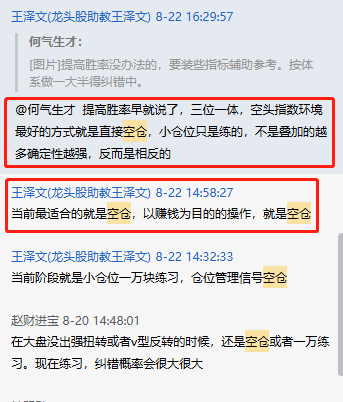 王泽文(龙头股助教王泽文) 8-22 16:29:57
何气生才：
[图片]提高胜率没办法的，要装些指标辅助参考。按体
系做一大半得纠错中。
@何气生才 提高胜率早就说了，三位一体，空头指数环境
最好的方式就是直接空仓，小仓位只是练的，不是叠加的越
多确定性越强，反而是相反的
王泽文(龙头股助教王泽文) 8-22 14:58:27
当前最适合的就是空仓，以赚钱为目的的操作，就是空仓
王泽文(龙头股助教王泽文) 8-22 14:32:33
当前阶段就是小仓位一万块练习，仓位管理信号空仓
赵财进宝 8-20 14:48:01
在大盘没出强扭转或者v型反转的时候，还是空仓或者一万练
习。现在练习，纠错概率会很大很大